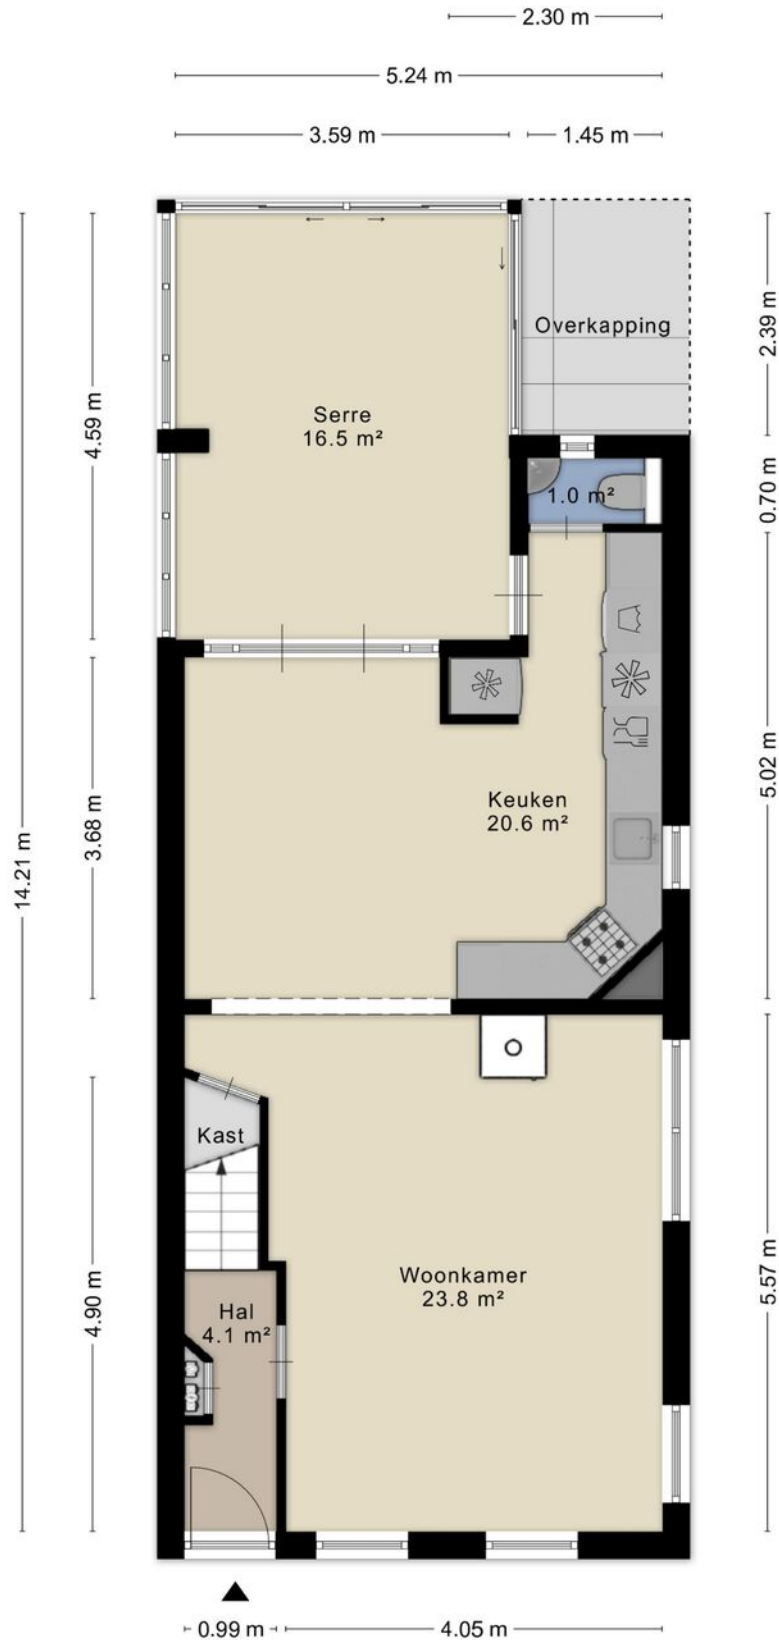 2.30 m
5.24 m
3.59 m
1.45 m
2.39 m
Overkapping
4.59 m
Serre
16.5 m²
0.70 m
1.0 m²
5.02 m
Keuken
20.6 m²
3.68 m
14.21 m
Kast
4.90 m
5.57 m
Woonkamer
23.8 m²
Hal
4.1 m²
0.99 m
4.05 m